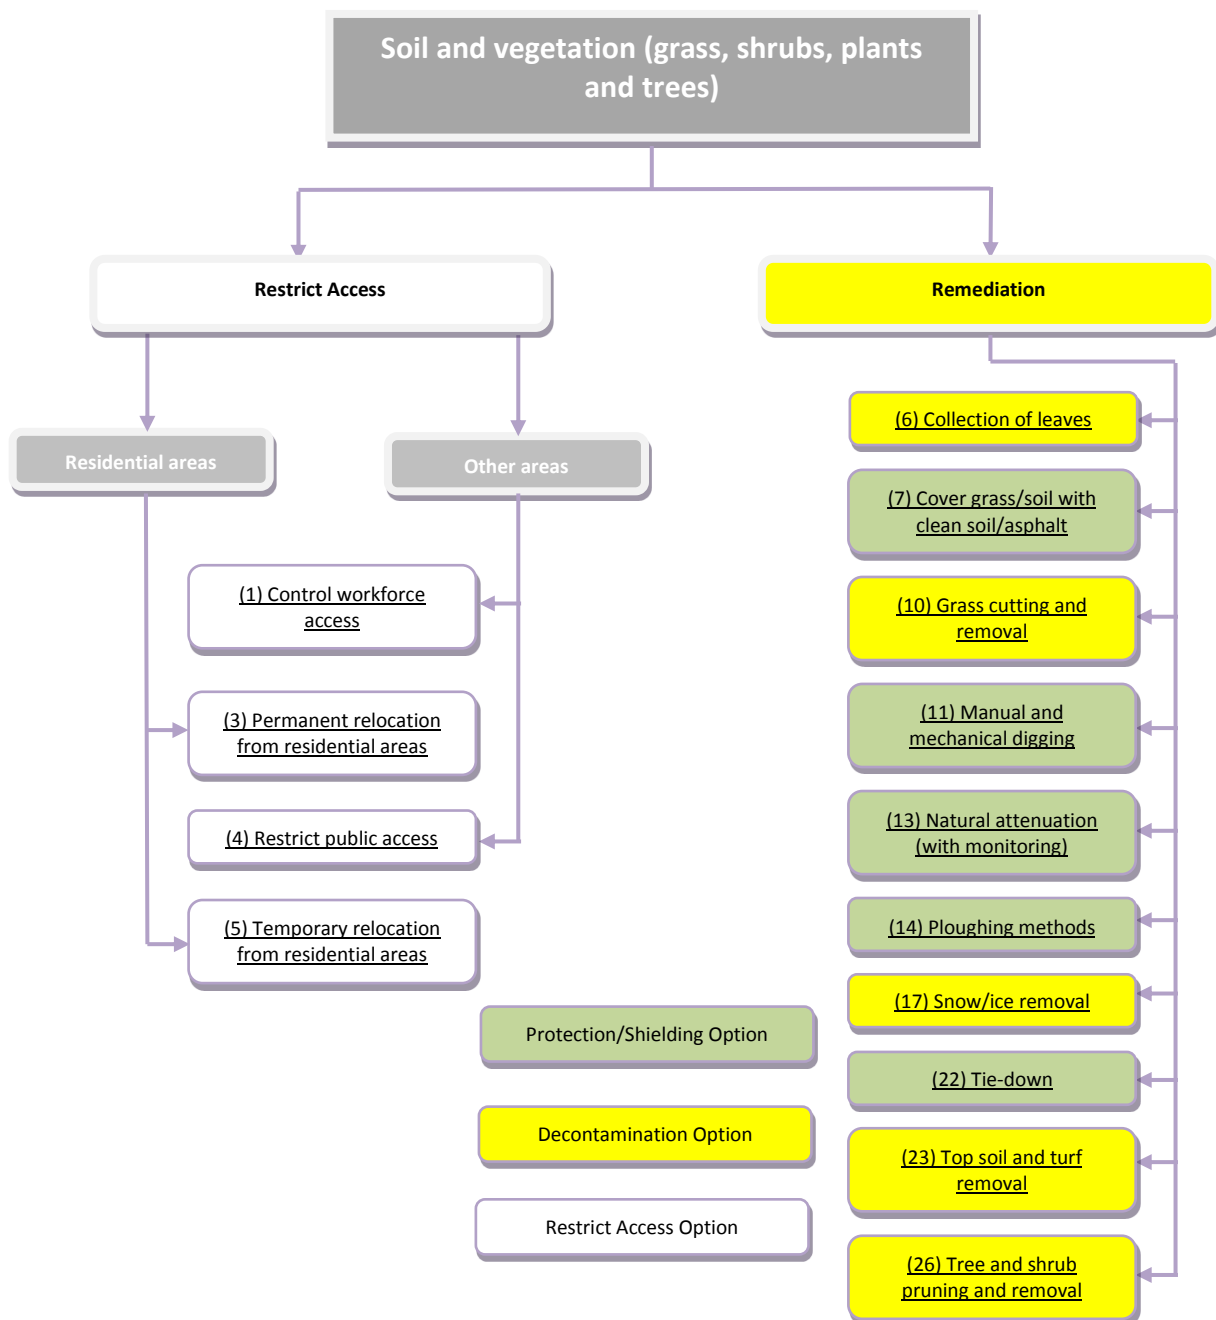 Soil and vegetation (grass, shrubs, plants
and trees)
Restrict Access
Remediation
Residential areas
Other areas
(1) Control workforce
access
(3) Permanent relocation
from residential areas
(4) Restrict public access
(5) Temporary relocation
from residential areas
(6) Collection of leaves
(7) Cover grass/soil with
clean soil/asphalt
(10) Grass cutting and
removal
(11) Manual and
mechanical digging
(13) Natural attenuation
(with monitoring)
(14) Ploughing methods
(17) Snow/ice removal
(22) Tie-down
(23) Top soil and turf
removal
(26) Tree and shrub
pruning and removal
Protection/Shielding Option
Decontamination Option
Restrict Access Option